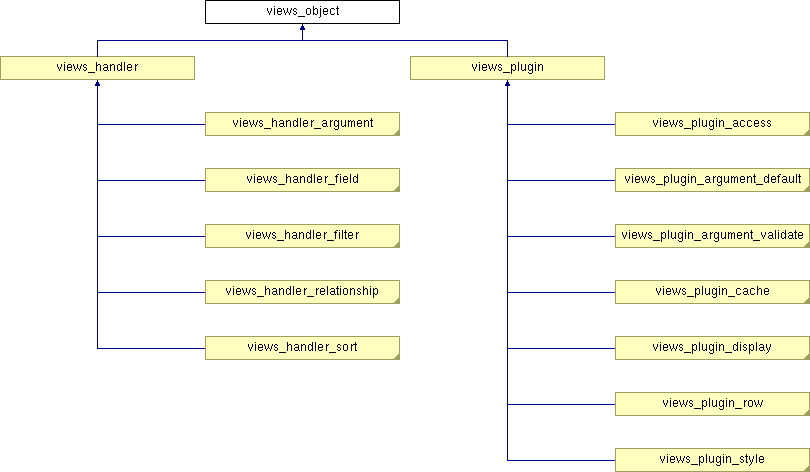 views_object
views_handler
views_plugin
views_handler_argument
views_plugin_access
views_handler_field
views_plugin_argument_default
views_handler_filter
views_plugin_argument_validate
views_handler_relationship
views_plugin_cache
views_handler_sort
views_plugin_display
views_plugin_row
views_plugin_style